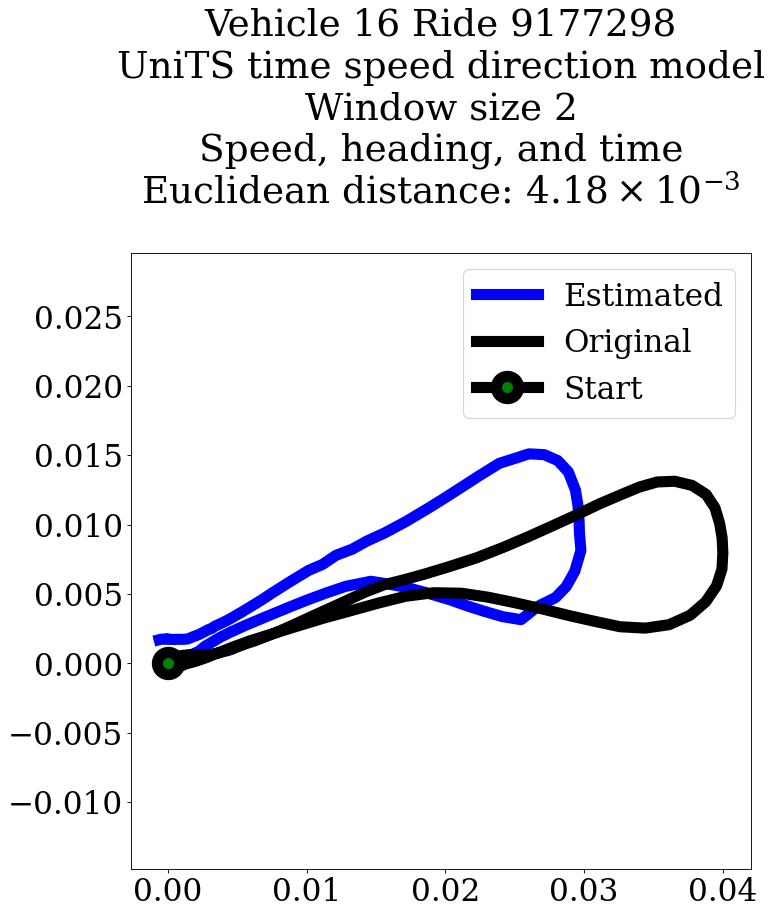 Vehicle 16 Ride 9177298
UniTS time speed direction model
Window size 2
Speed, heading, and time
Euclidean distance: 4.18 × 10⁻³
Estimated
Original
Start
0.025
0.020
0.015
0.010
0.005
0.000
−0.005
−0.010
0.00 0.01 0.02 0.03 0.04